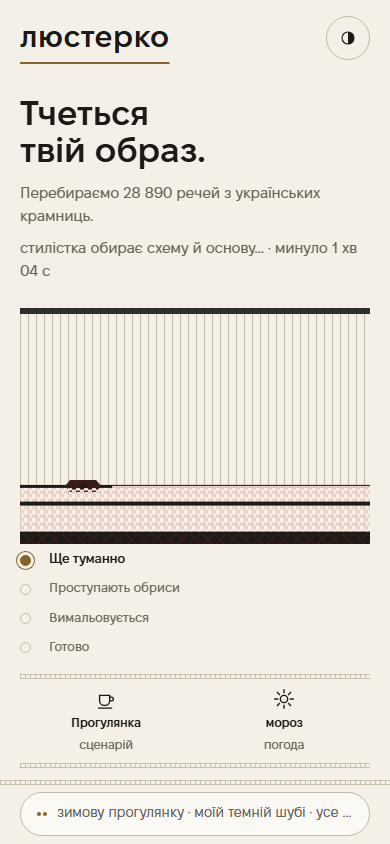 люстерко
Тчеться
твій образ.
Перебираємо 28 890 речей з українських
крамниць.
стилістка обирає схему й основу… · минуло 1 хв
04 с
Ще туманно
Проступають обриси
Вимальовується
Готово
Прогулянка
сценарій
мороз
погода
зимову прогулянку · моїй темній шубі · усе …